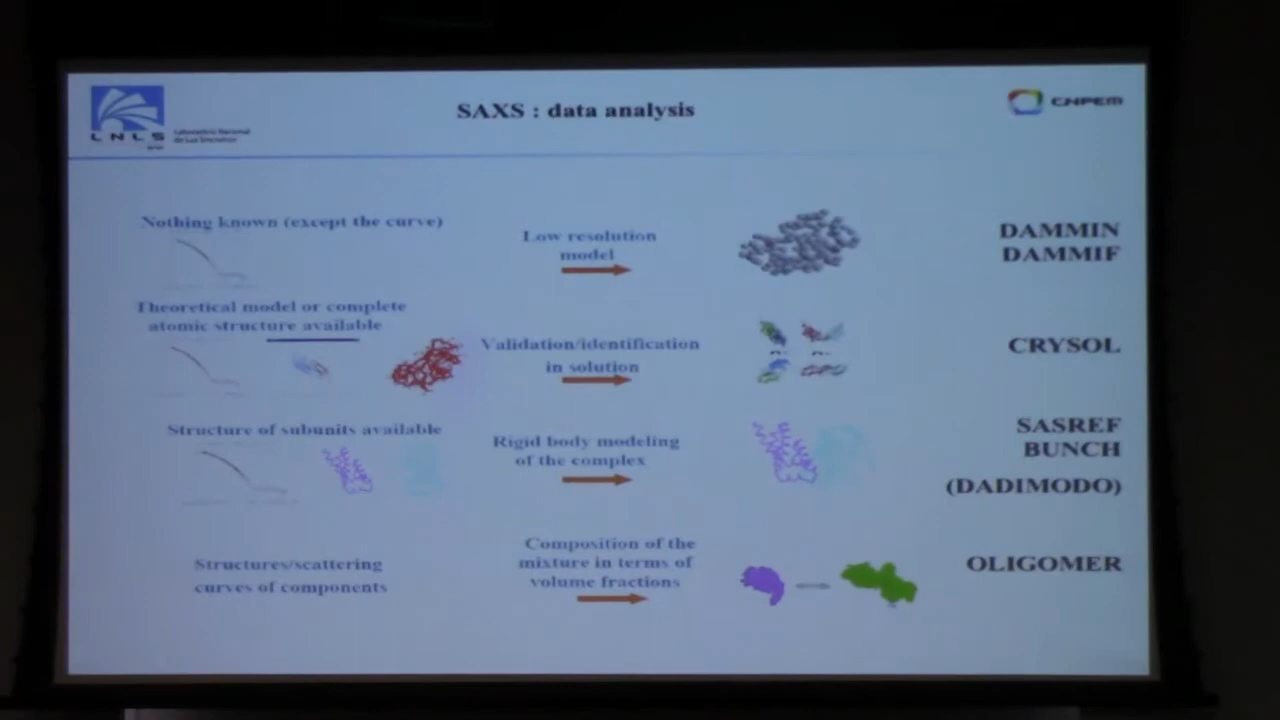 SAXS : data analysis
LNLS
Laboratório Nacional
de Luz Síncrotron
CNPEM
Nothing known (except the curve)
Low resolution
model
DAMMIN
DAMMIF
Theoretical model or complete
atomic structure available
Validation/identification
in solution
CRYSOL
Structure of subunits available
Rigid body modeling
of the complex
SASREF
BUNCH
(DADIMODO)
Structures/scattering
curves of components
Composition of the
mixture in terms of
volume fractions
OLIGOMER